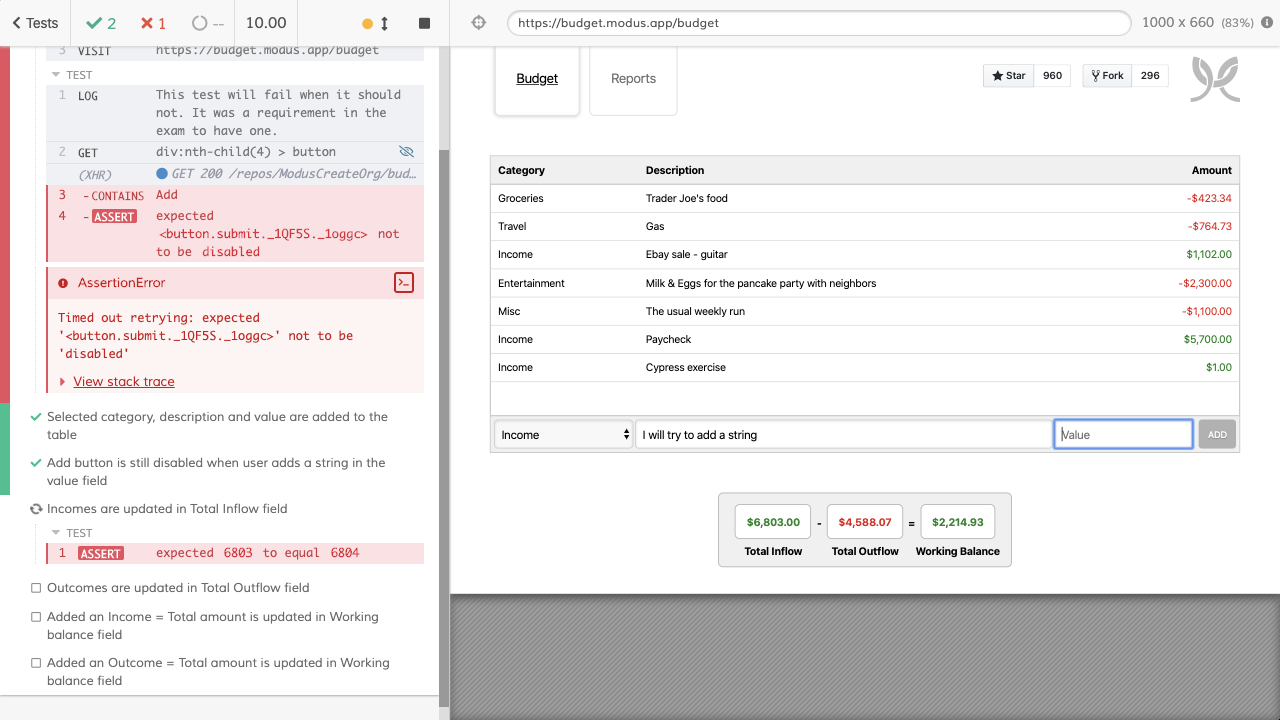 Tests 2 1 -- 10.00
3 VISIT https://budget.modus.app/budget
TEST
1 LOG This test will fail when it should
not. It was a requirement in the
exam to have one.
2 GET div:nth-child(4) > button
(XHR) GET 200 /repos/ModusCreateOrg/bud…
3 -CONTAINS Add
4 -ASSERT expected
<button.submit._1QF5S._1oggc> not
to be disabled
AssertionError
Timed out retrying: expected
'<button.submit._1QF5S._1oggc>' not to be
'disabled'
View stack trace
Selected category, description and value are added to the
table
Add button is still disabled when user adds a string in the
value field
Incomes are updated in Total Inflow field
TEST
1 ASSERT expected 6803 to equal 6804
Outcomes are updated in Total Outflow field
Added an Income = Total amount is updated in Working
balance field
Added an Outcome = Total amount is updated in Working
balance field
https://budget.modus.app/budget 1000 x 660 (83%)
Budget Reports Star 960 Fork 296
Category Description Amount
Groceries Trader Joe's food -$423.34
Travel Gas -$764.73
Income Ebay sale - guitar $1,102.00
Entertainment Milk & Eggs for the pancake party with neighbors -$2,300.00
Misc The usual weekly run -$1,100.00
Income Paycheck $5,700.00
Income Cypress exercise $1.00
Income I will try to add a string Value ADD
$6,803.00 - $4,588.07 = $2,214.93
Total Inflow Total Outflow Working Balance